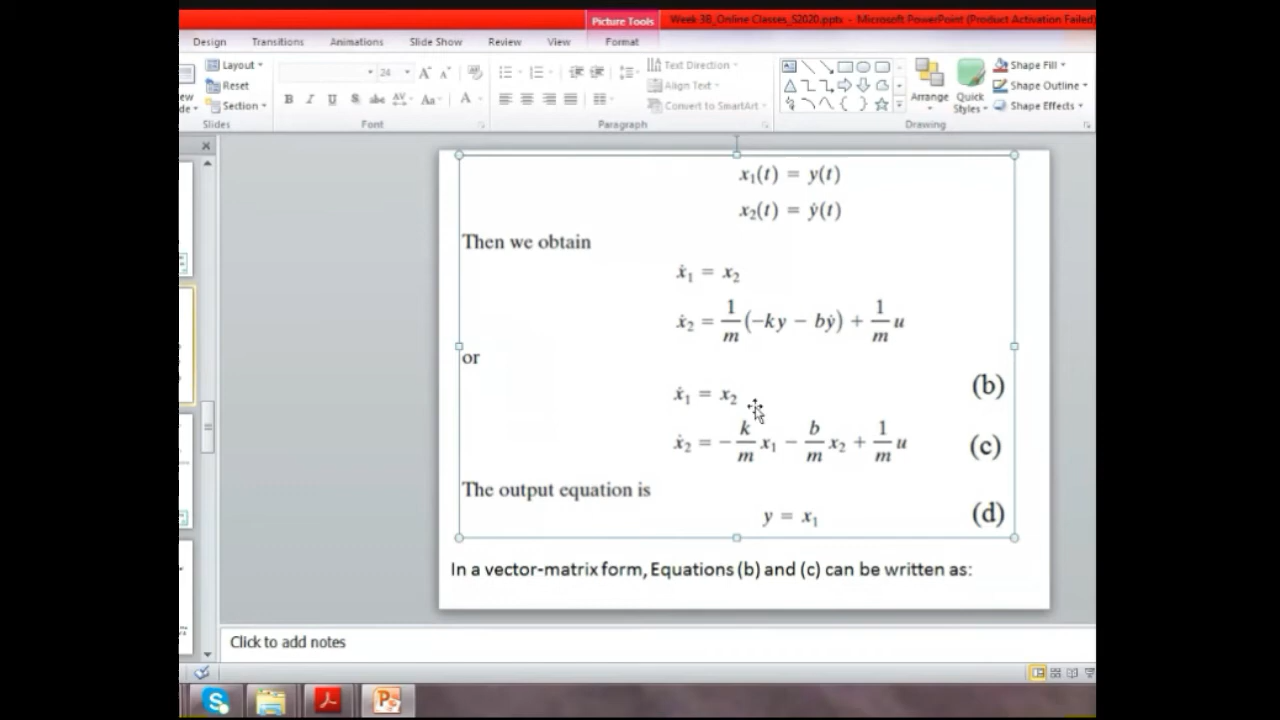 Picture Tools Week 3B_Online Classes_S2020.pptx - Microsoft PowerPoint (Product Activation Failed)
Design Transitions Animations Slide Show Review View Format
Layout Text Direction Shape Fill
Reset Align Text Shape Outline
Section Convert to SmartArt Arrange Quick Styles Shape Effects
24
B I U S abc AV Aa A
Slides Font Paragraph Drawing
x₁(t) = y(t)
x₂(t) = ẏ(t)
Then we obtain
ẋ₁ = x₂
ẋ₂ = 1/m (−ky − bẏ) + 1/m u
or
ẋ₁ = x₂ (b)
ẋ₂ = −k/m x₁ − b/m x₂ + 1/m u (c)
The output equation is
y = x₁ (d)
In a vector-matrix form, Equations (b) and (c) can be written as:
Click to add notes